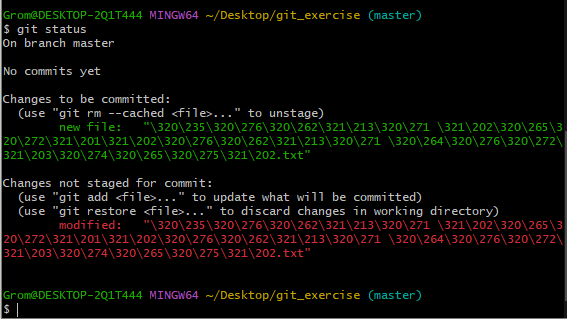 Grom@DESKTOP-2Q1T444 MINGW64 ~/Desktop/git_exercise (master)
$ git status
On branch master
No commits yet
Changes to be committed:
(use "git rm --cached <file>..." to unstage)
new file:   "\320\235\320\276\320\262\321\213\320\271 \321\202\320\265\3
20\272\321\201\321\202\320\276\320\262\321\213\320\271 \320\264\320\276\320\272\
321\203\320\274\320\265\320\275\321\202.txt"
Changes not staged for commit:
(use "git add <file>..." to update what will be committed)
(use "git restore <file>..." to discard changes in working directory)
modified:   "\320\235\320\276\320\262\321\213\320\271 \321\202\320\265\3
20\272\321\201\321\202\320\276\320\262\321\213\320\271 \320\264\320\276\320\272\
321\203\320\274\320\265\320\275\321\202.txt"
Grom@DESKTOP-2Q1T444 MINGW64 ~/Desktop/git_exercise (master)
$